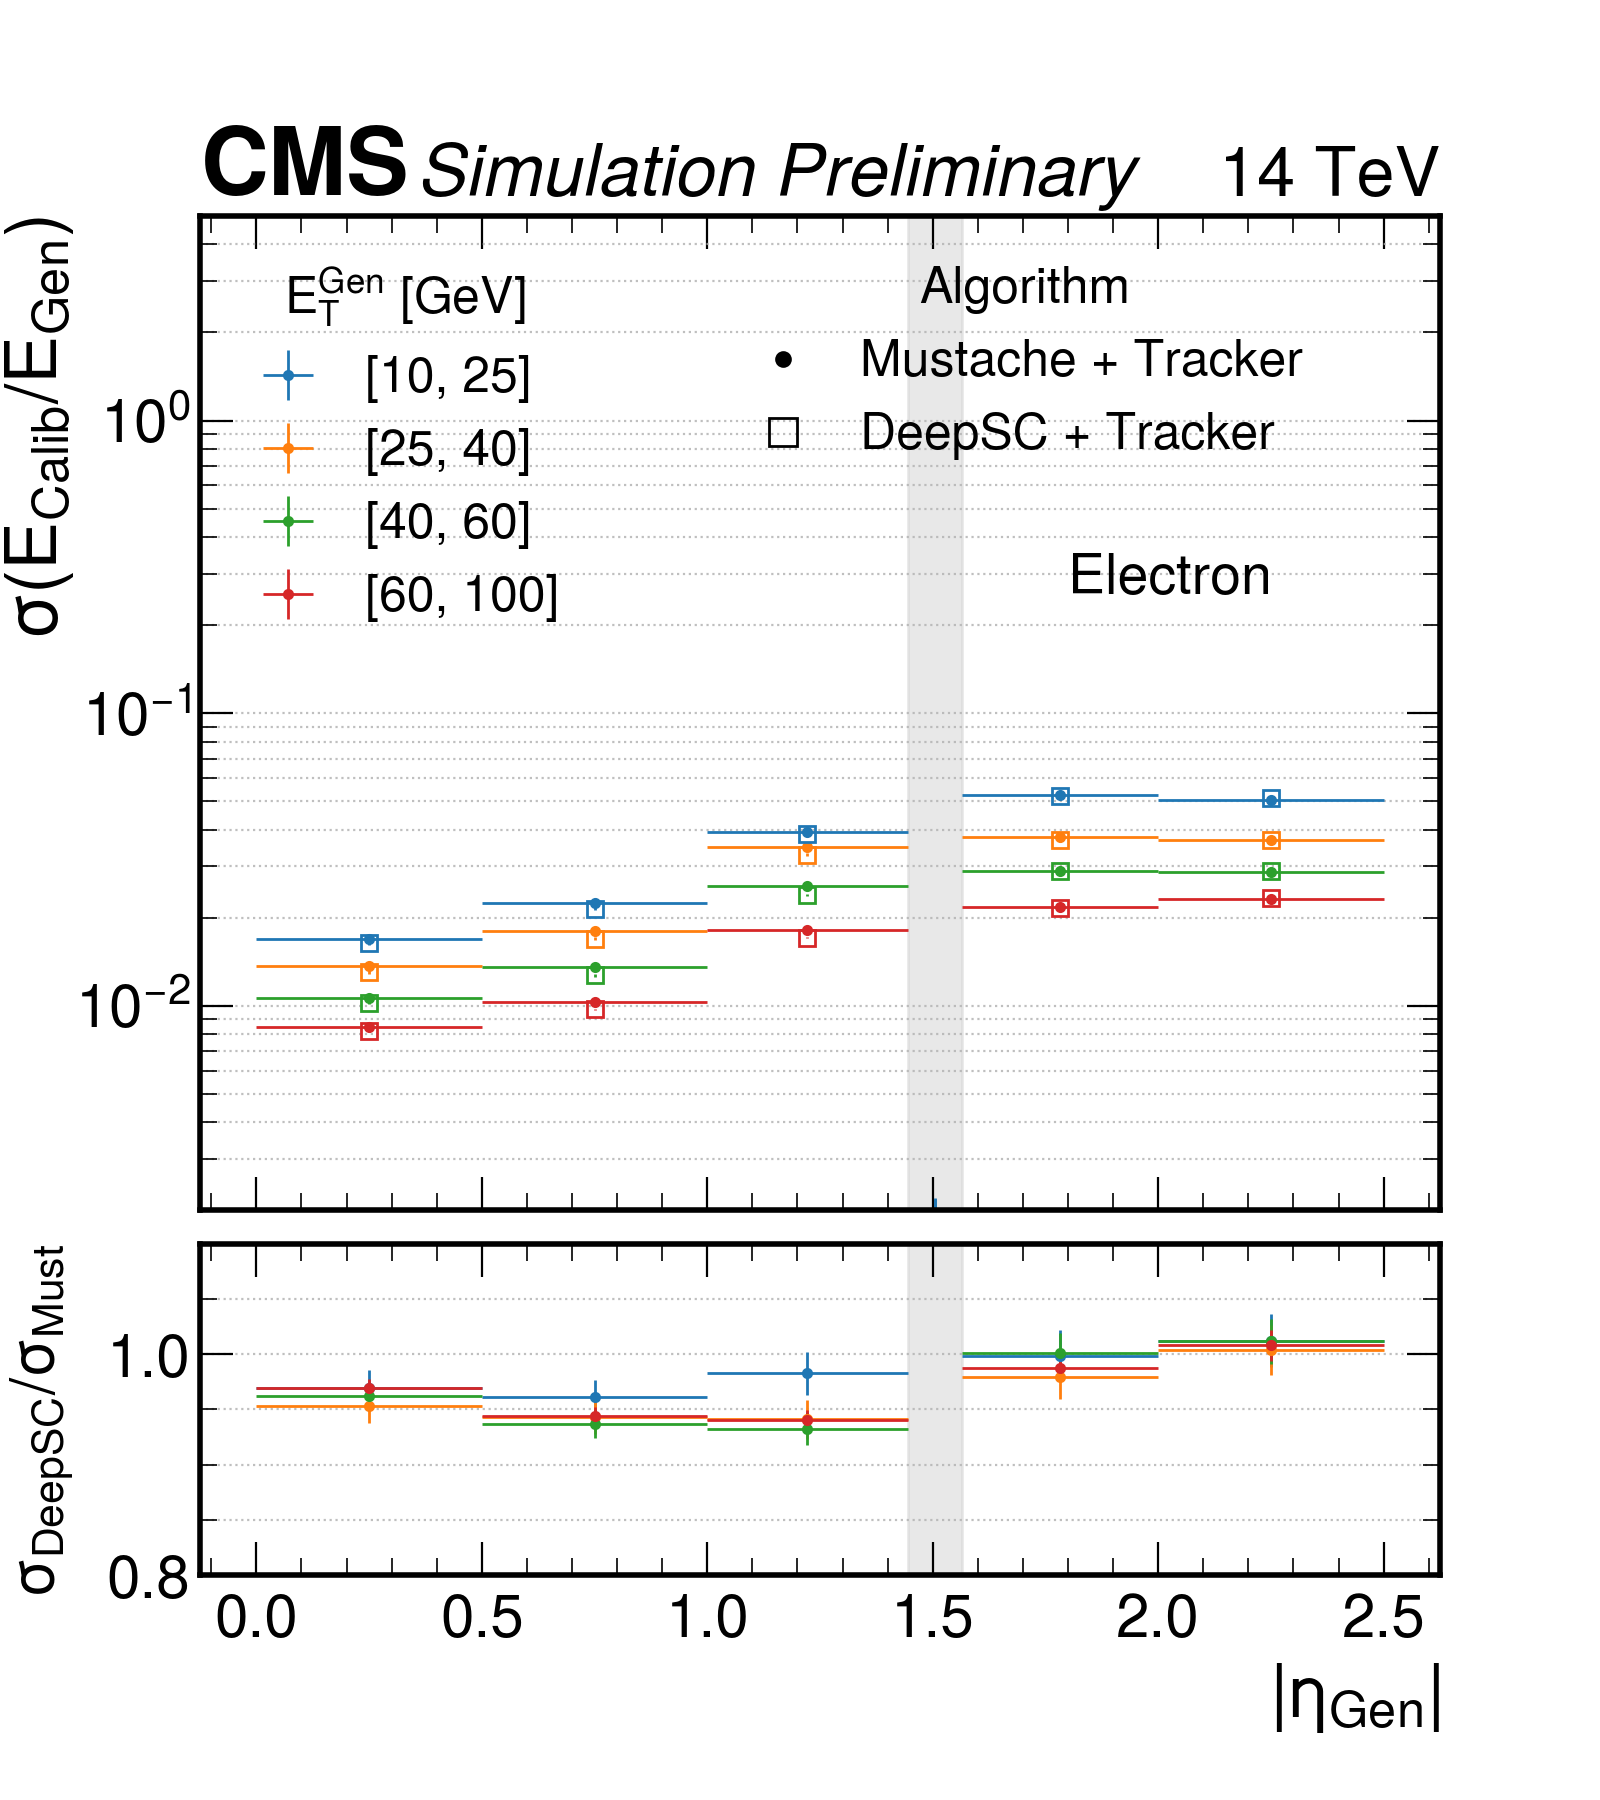 CMS Simulation Preliminary 14 TeV
σ(E_Calib/E_Gen)
E_T^Gen [GeV]
[10, 25]
[25, 40]
[40, 60]
[60, 100]
Algorithm
Mustache + Tracker
DeepSC + Tracker
Electron
10^0
10^−1
10^−2
σ_DeepSC/σ_Must
1.0
0.8
0.0 0.5 1.0 1.5 2.0 2.5
|η_Gen|